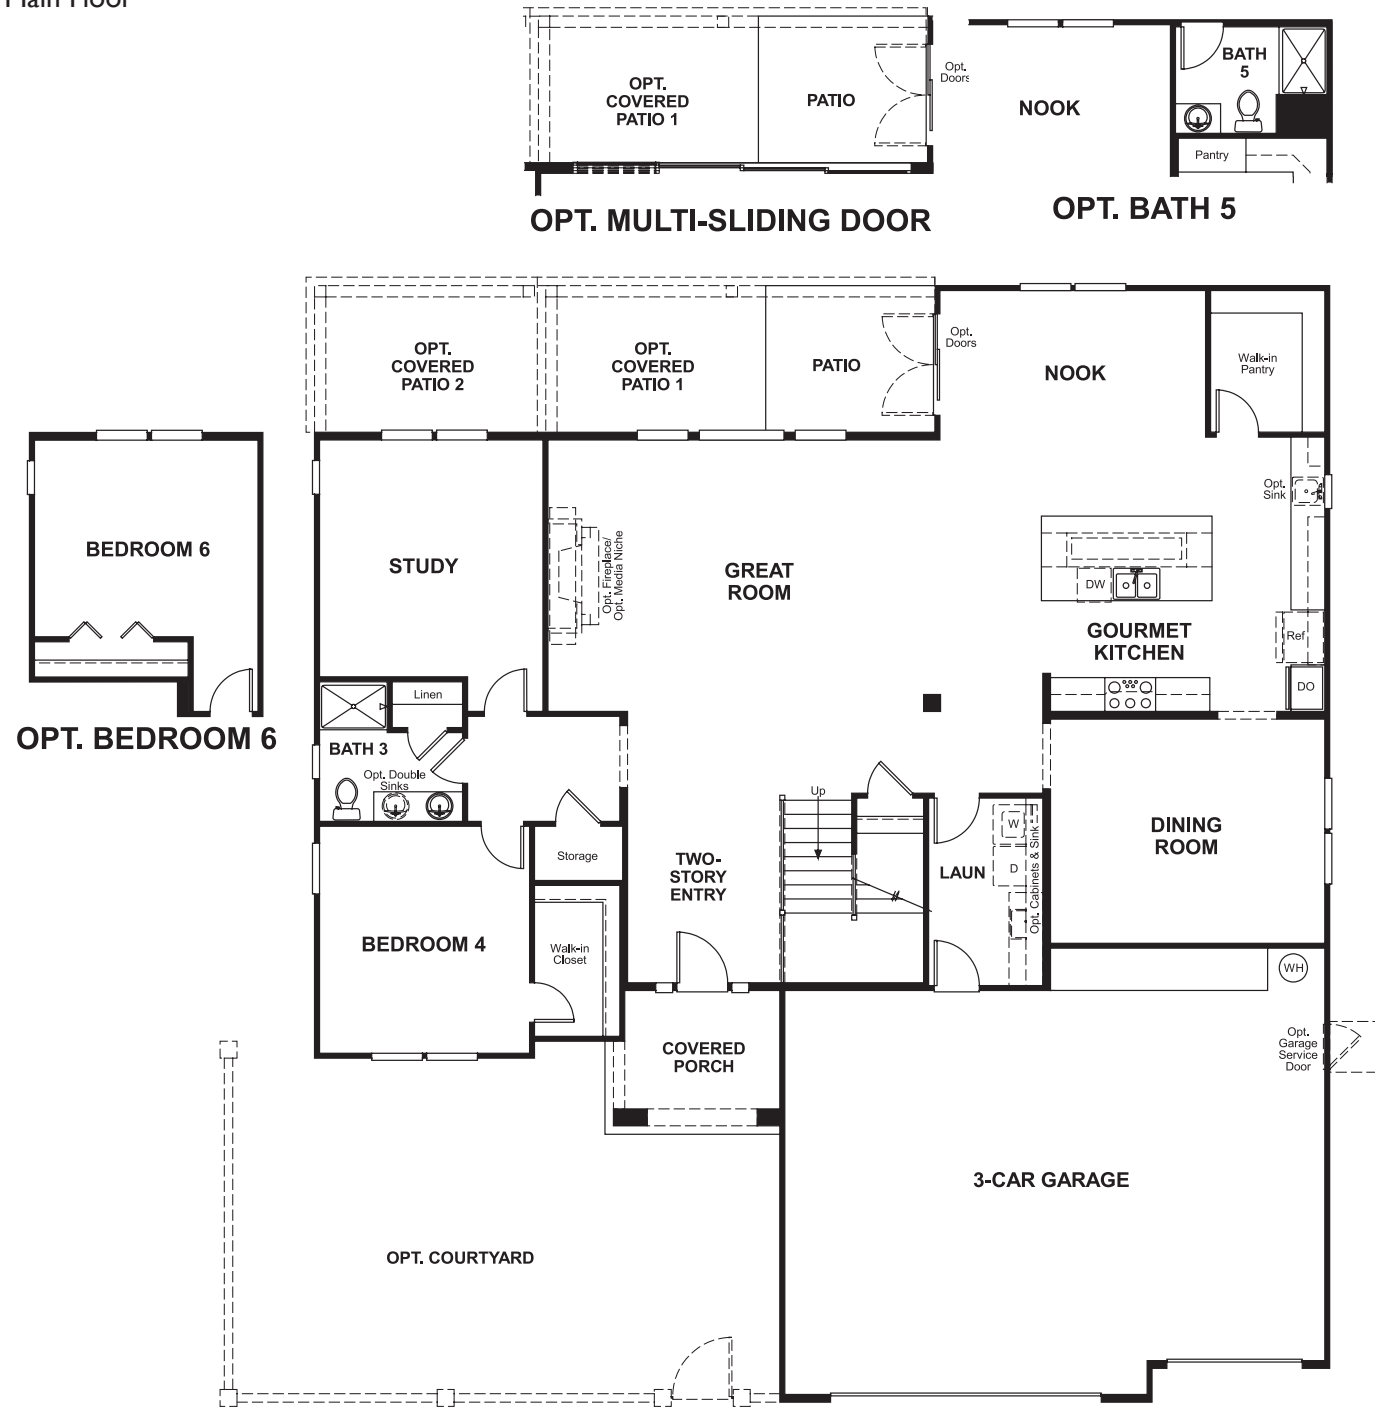 Main Floor
OPT.
COVERED
PATIO 1
PATIO
Opt.
Doors
NOOK
BATH
5
Pantry
OPT. MULTI-SLIDING DOOR
OPT. BATH 5
OPT.
COVERED
PATIO 2
OPT.
COVERED
PATIO 1
PATIO
Opt.
Doors
NOOK
Walk-in
Pantry
BEDROOM 6
OPT. BEDROOM 6
STUDY
Opt. Fireplace/
Opt. Media Niche
GREAT
ROOM
Opt.
Sink
DW
GOURMET
KITCHEN
Ref
DO
Linen
BATH 3
Opt. Double
Sinks
Up
Storage
TWO-
STORY
ENTRY
LAUN
W
D
Opt. Cabinets & Sink
DINING
ROOM
BEDROOM 4
Walk-in
Closet
WH
COVERED
PORCH
Opt.
Garage
Service
Door
3-CAR GARAGE
OPT. COURTYARD